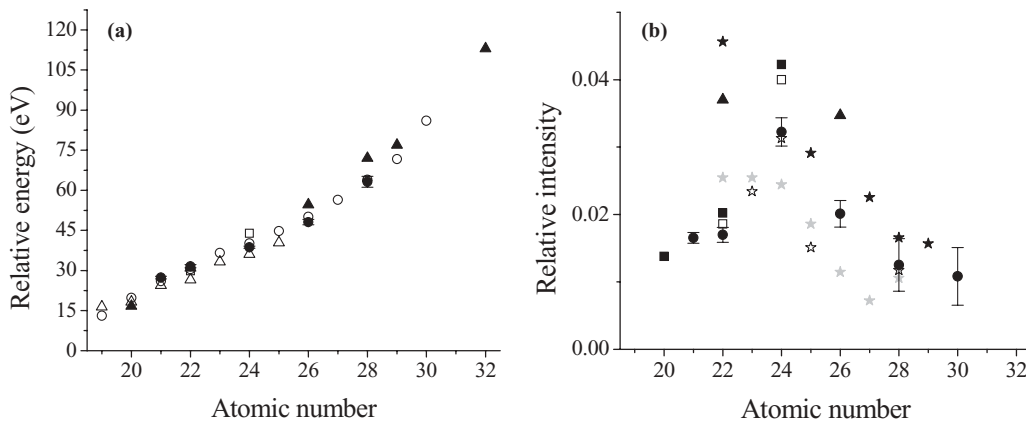 (a)
Relative energy (eV)
120
105
90
75
60
45
30
15
0
20 22 24 26 28 30 32
Atomic number
(b)
Relative intensity
0.04
0.02
0.00
20 22 24 26 28 30 32
Atomic number